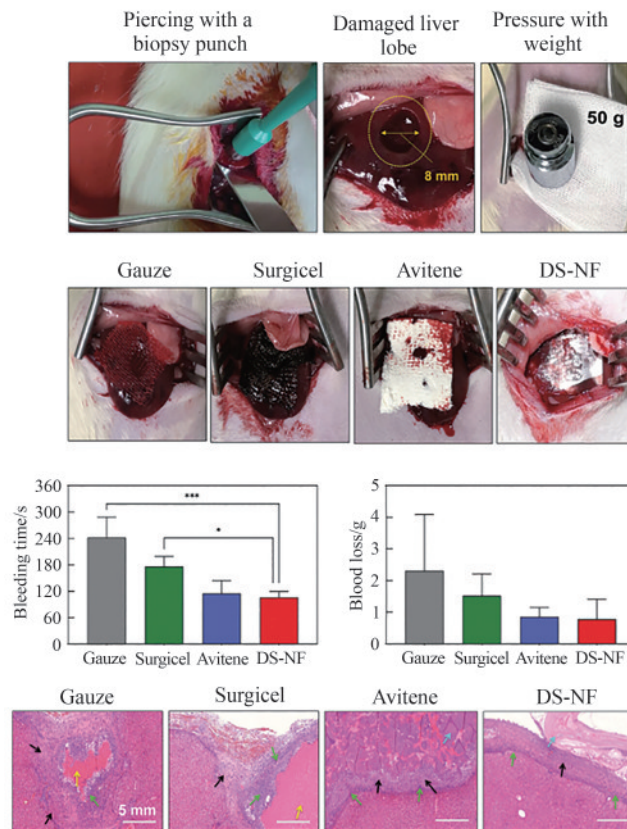 Piercing with a
biopsy punch
Damaged liver
lobe
Pressure with
weight
50 g
8 mm
Gauze
Surgicel
Avitene
DS-NF
Bleeding time/s
360
300
240
180
120
60
***
*
Gauze
Surgicel
Avitene
DS-NF
Blood loss/g
5
4
3
2
1
0
Gauze
Surgicel
Avitene
DS-NF
Gauze
Surgicel
Avitene
DS-NF
5 mm